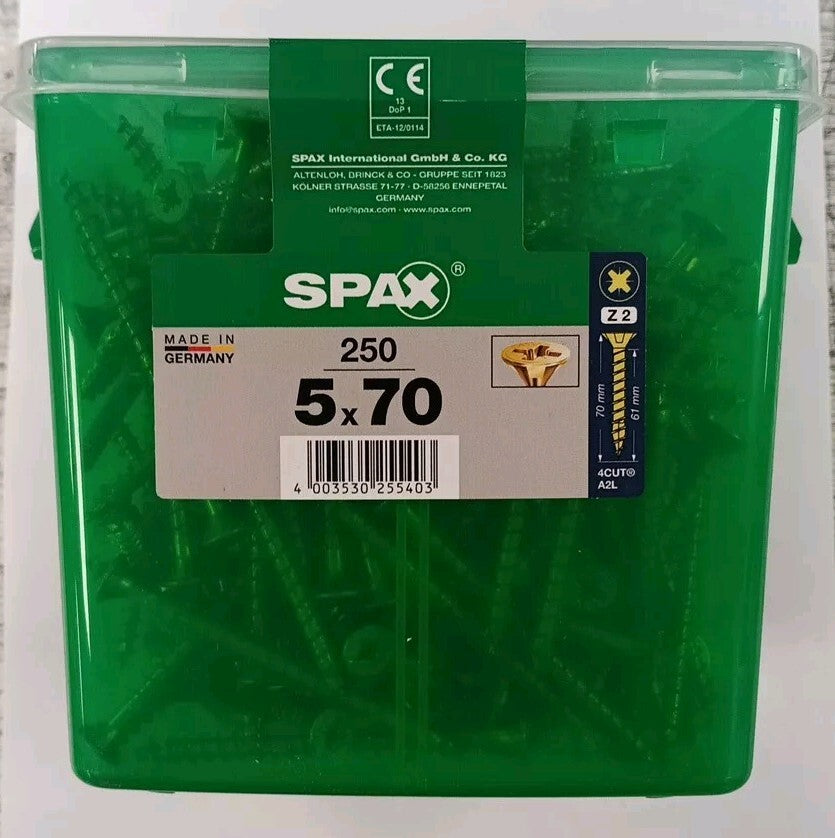 CE
13
DoP 1
ETA-12/0114
SPAX International GmbH & Co. KG
ALTENLOH, BRINCK & CO - GRUPPE SEIT 1823
KÖLNER STRASSE 71-77 · D-58256 ENNEPETAL
info@spax.com · www.spax.com
SPAX®
MADE IN
GERMANY
250
5 x 70
4 003530 255403
Z 2
70 mm
61 mm
4CUT®
A2L